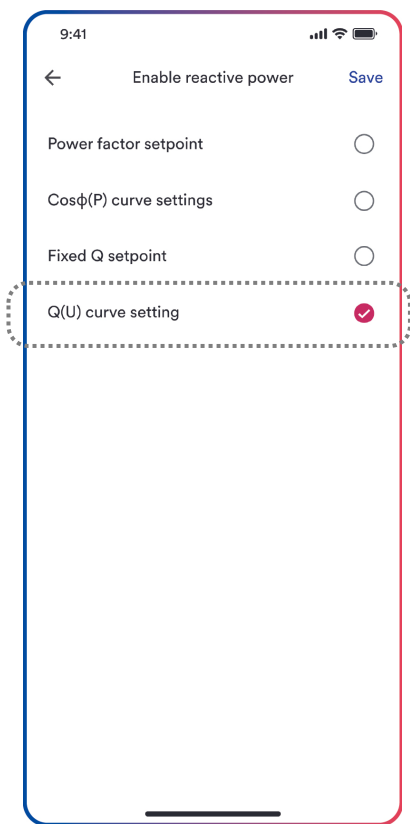 9:41
Enable reactive power Save
Power factor setpoint
Cosϕ(P) curve settings
Fixed Q setpoint
Q(U) curve setting